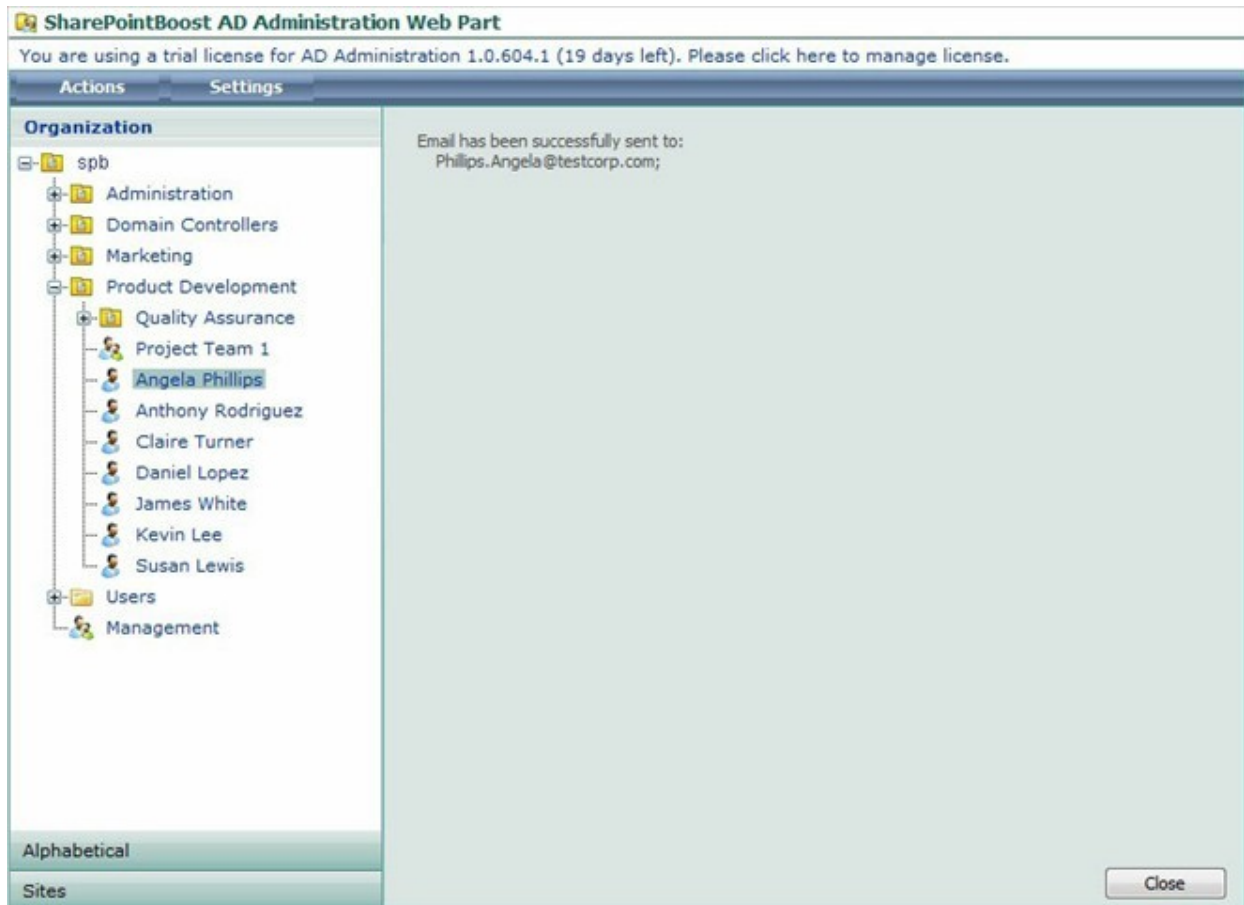 SharePointBoost AD Administration Web Part
You are using a trial license for AD Administration 1.0.604.1 (19 days left). Please click here to manage license.
Actions Settings
Organization
spb
Administration
Domain Controllers
Marketing
Product Development
Quality Assurance
Project Team 1
Angela Phillips
Anthony Rodriguez
Claire Turner
Daniel Lopez
James White
Kevin Lee
Susan Lewis
Users
Management
Alphabetical
Sites
Email has been successfully sent to:
Phillips.Angela@testcorp.com;
Close